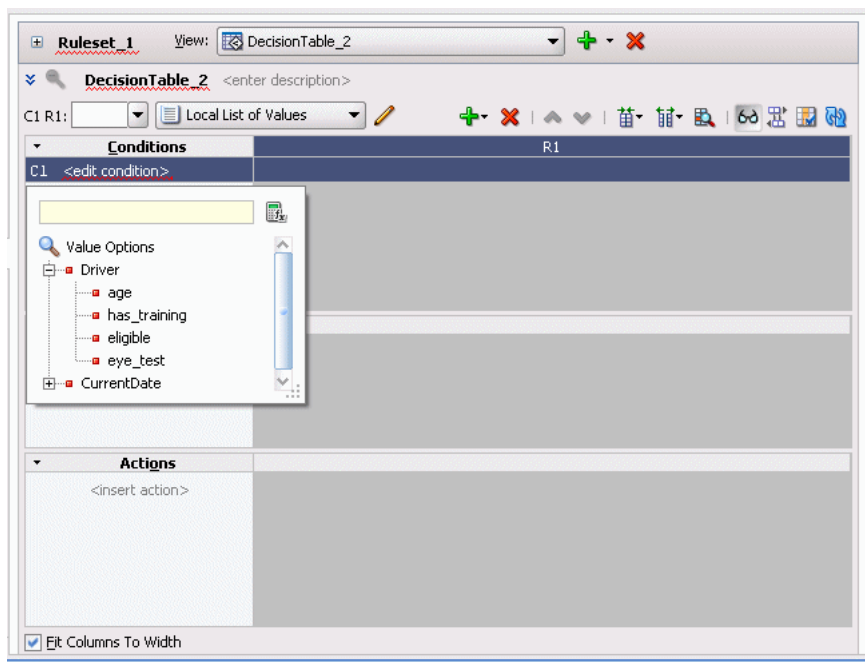 Ruleset_1 View: DecisionTable_2
DecisionTable_2 <enter description>
C1 R1: Local List of Values
Conditions R1
C1 <edit condition>
fx
Value Options
Driver
age
has_training
eligible
eye_test
CurrentDate
Actions
<insert action>
Fit Columns To Width